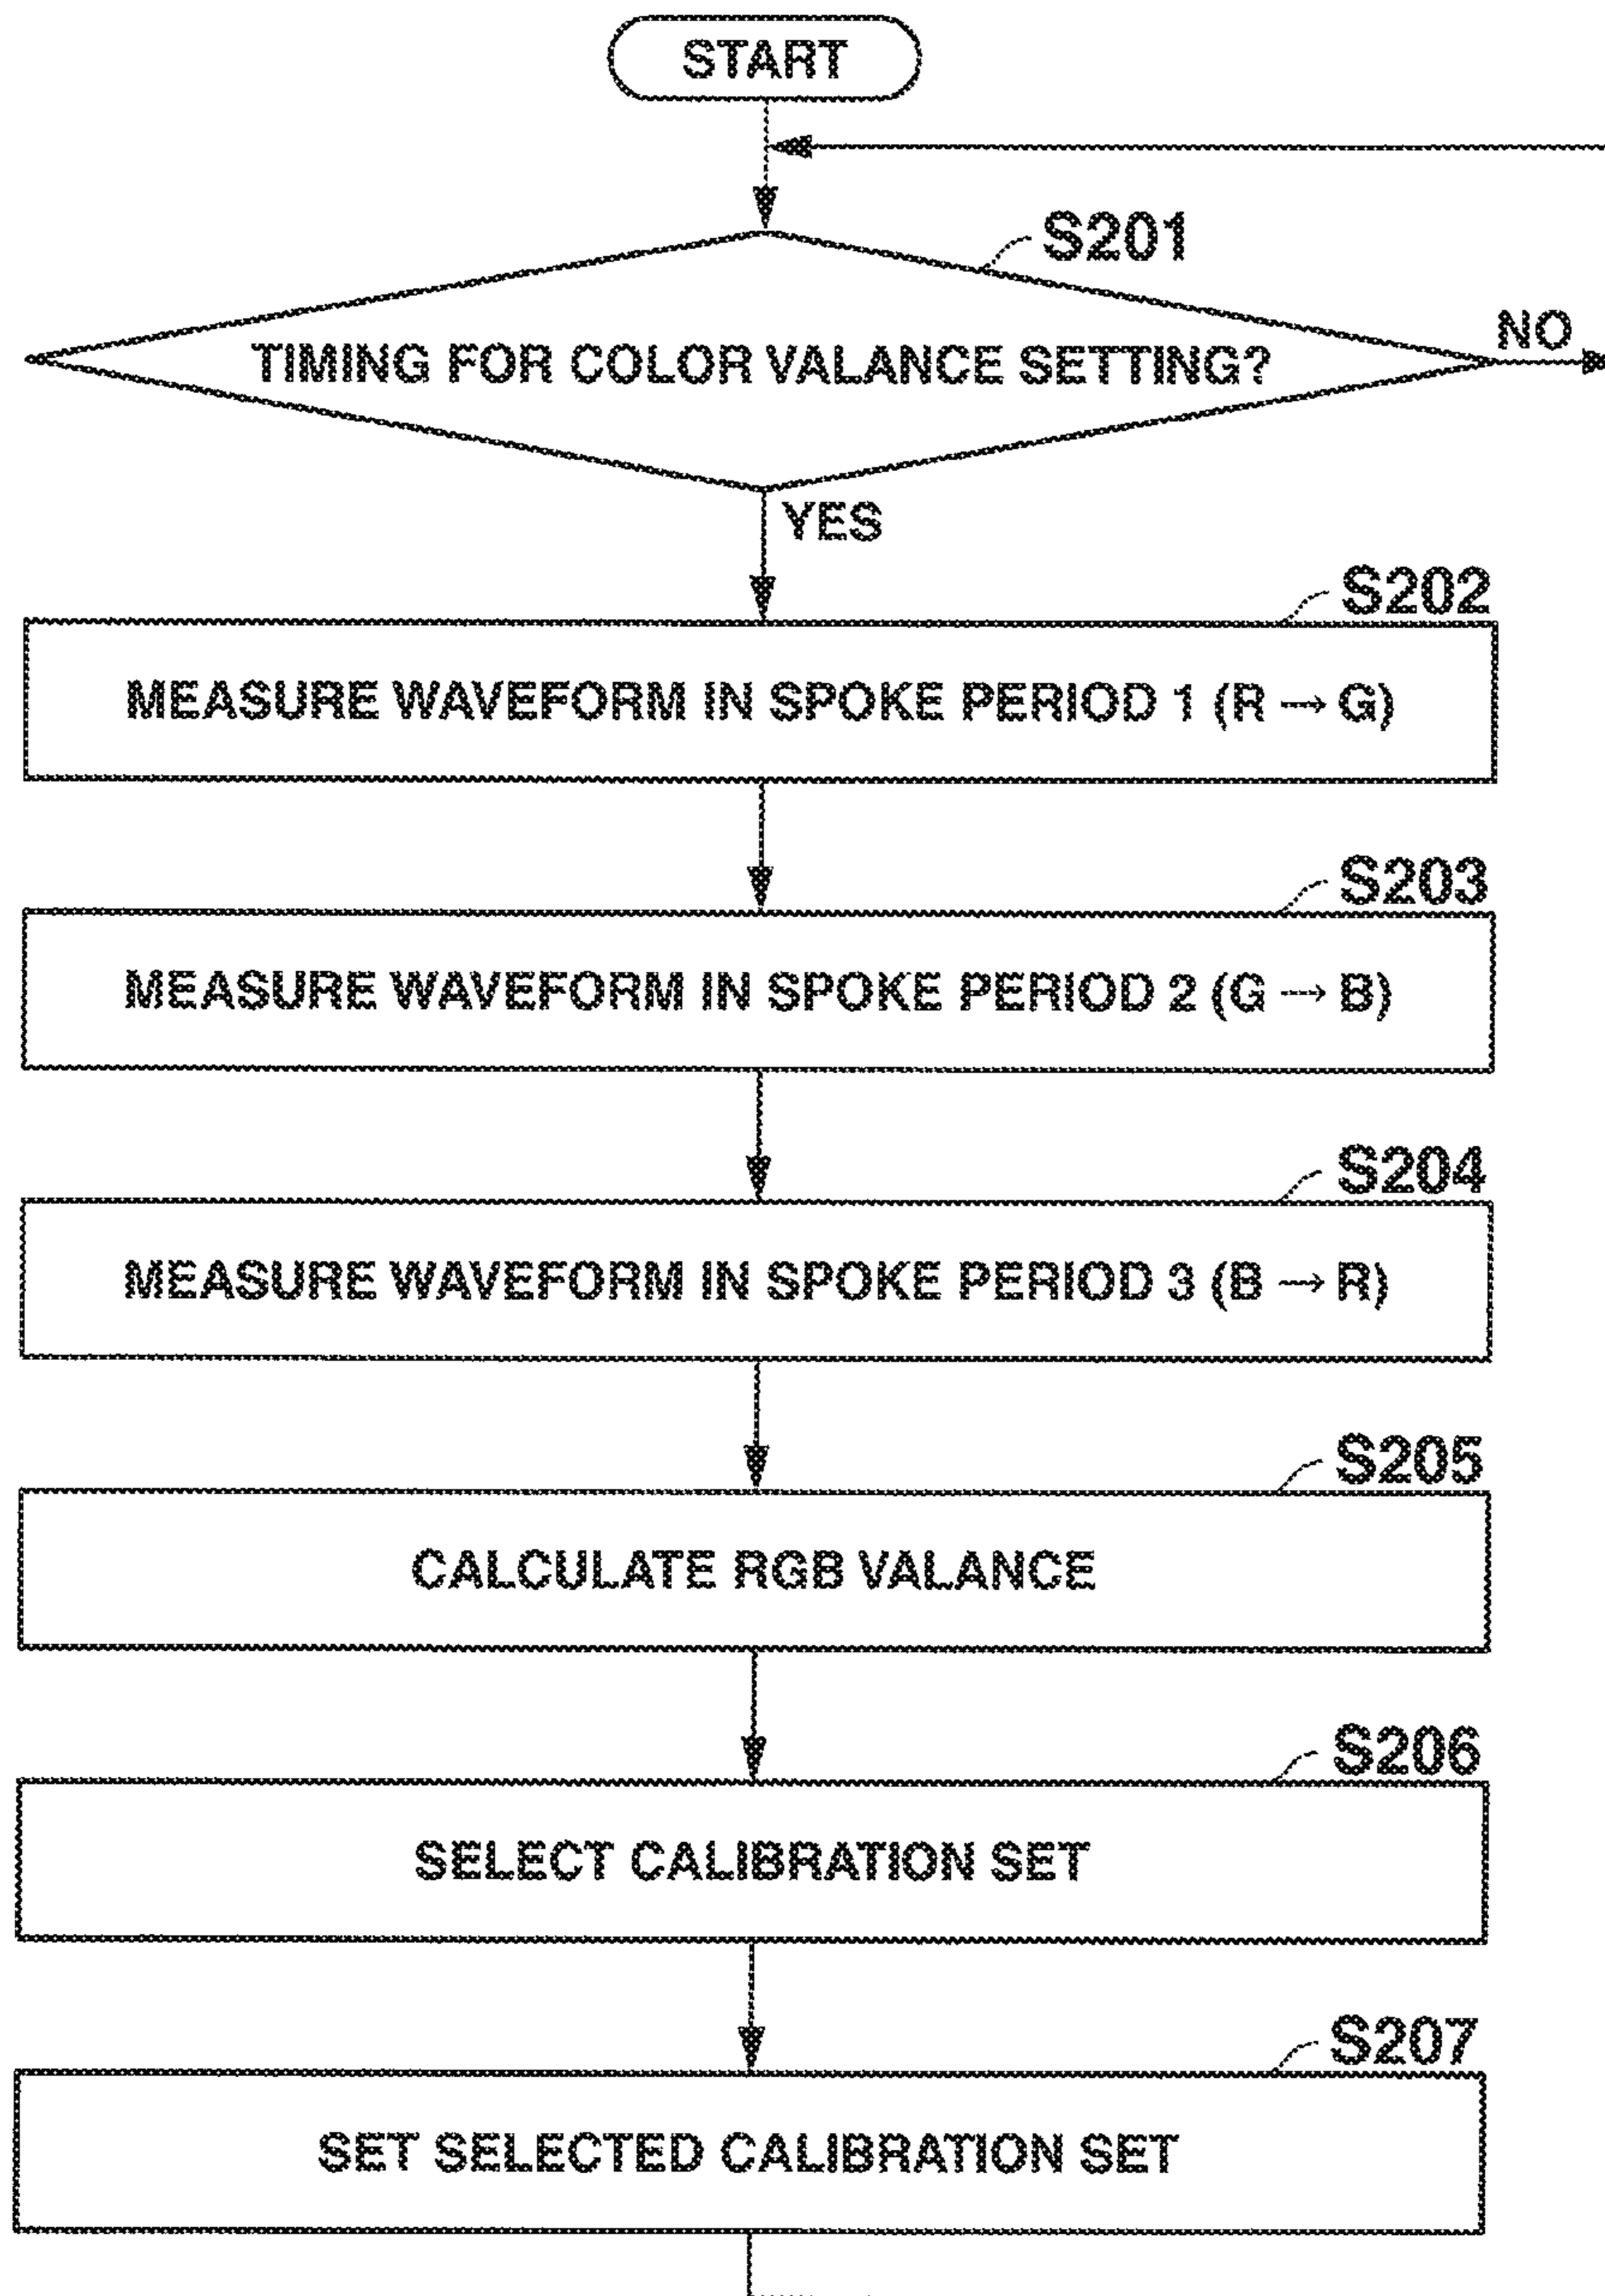 START
S201
TIMING FOR COLOR VALANCE SETTING?
NO
YES
S202
MEASURE WAVEFORM IN SPOKE PERIOD 1 (R → G)
S203
MEASURE WAVEFORM IN SPOKE PERIOD 2 (G → B)
S204
MEASURE WAVEFORM IN SPOKE PERIOD 3 (B → R)
S205
CALCULATE RGB VALANCE
S206
SELECT CALIBRATION SET
S207
SET SELECTED CALIBRATION SET